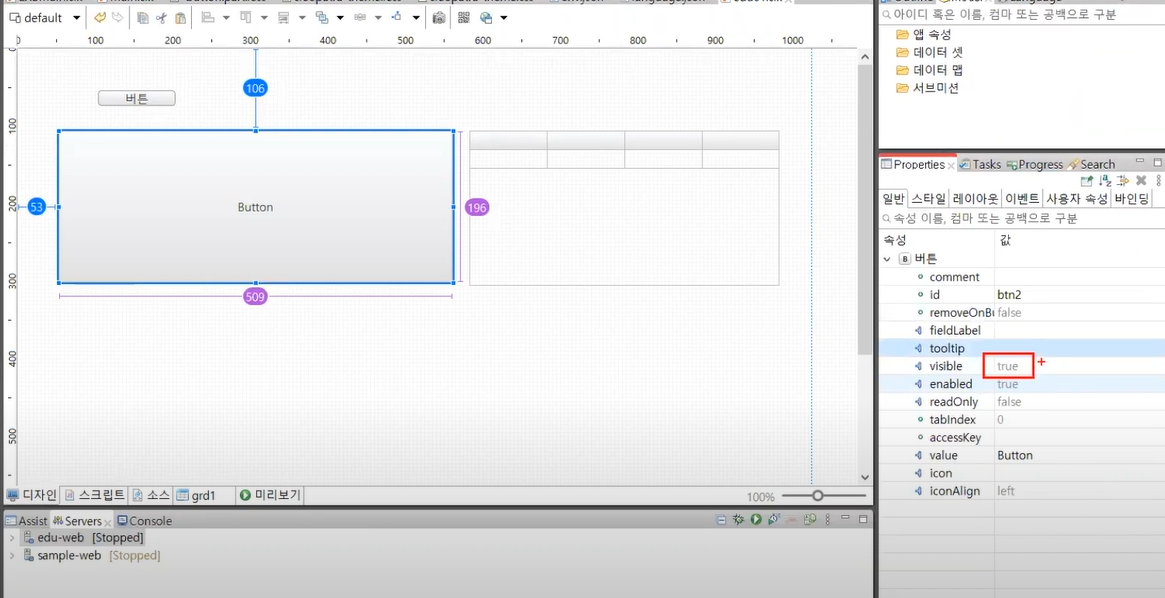 default
0 100 200 300 400 500 600 700 800 900 1000
0
100
200
300
400
500
버튼
106
53
Button
196
509
디자인 스크립트 소스 grd1 미리보기
100%
Assist Servers Console
edu-web [Stopped]
sample-web [Stopped]
아이디 혹은 이름, 컴마 또는 공백으로 구분
앱 속성
데이터 셋
데이터 맵
서브미션
Properties Tasks Progress Search
일반 스타일 레이아웃 이벤트 사용자 속성 바인딩
속성 이름, 컴마 또는 공백으로 구분
속성 값
버튼
comment
id btn2
removeOnBu false
fieldLabel
tooltip
visible true
enabled true
readOnly false
tabIndex 0
accessKey
value Button
icon
iconAlign left